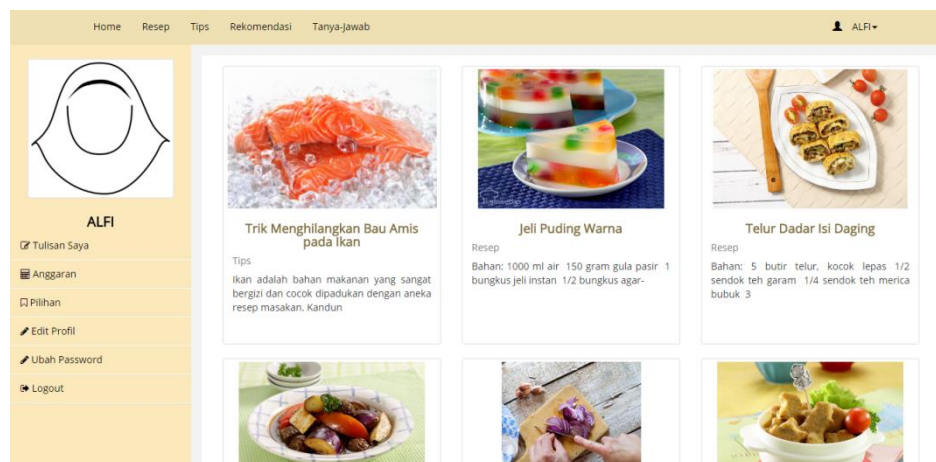 Home Resep Tips Rekomendasi Tanya-Jawab ALFI
ALFI
Tulisan Saya
Anggaran
Pilihan
Edit Profil
Ubah Password
Logout
Trik Menghilangkan Bau Amis
pada Ikan
Tips
Ikan adalah bahan makanan yang sangat
bergizi dan cocok dipadukan dengan aneka
resep masakan. Kandun
Jeli Puding Warna
Resep
Bahan: 1000 ml air 150 gram gula pasir 1
bungkus jeli instan 1/2 bungkus agar-
Telur Dadar Isi Daging
Resep
Bahan: 5 butir telur, kocok lepas 1/2
sendok teh garam 1/4 sendok teh merica
bubuk 3